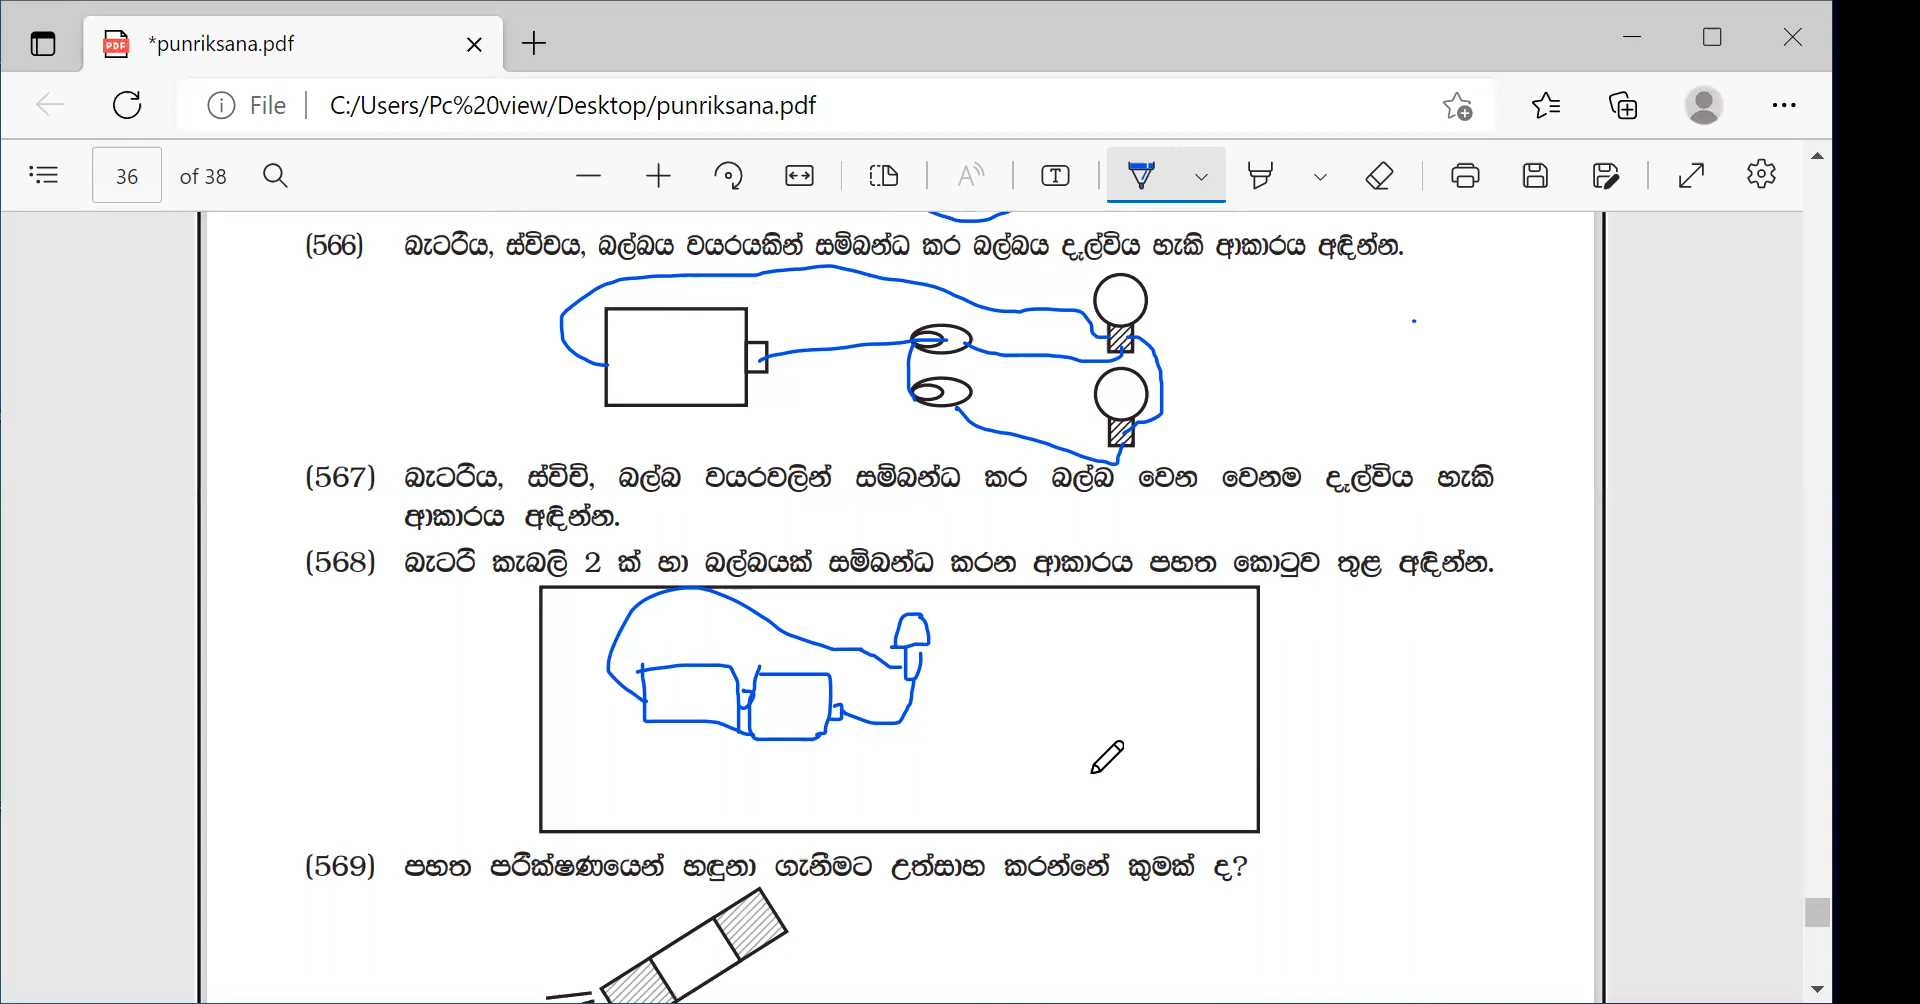 *punriksana.pdf
File
C:/Users/Pc%20view/Desktop/punriksana.pdf
36 of 38
(566) බැටරිය, ස්විචය, බල්බය වයරයකින් සම්බන්ධ කර බල්බය දැල්විය හැකි ආකාරය අඳින්න.
(567) බැටරිය, ස්විච්, බල්බ වයරවලින් සම්බන්ධ කර බල්බ වෙන වෙනම දැල්විය හැකි
ආකාරය අඳින්න.
(568) බැටරි කැබලි 2 ක් හා බල්බයක් සම්බන්ධ කරන ආකාරය පහත කොටුව තුළ අඳින්න.
(569) පහත පරීක්ෂණයෙන් හඳුනා ගැනීමට උත්සාහ කරන්නේ කුමක් ද?